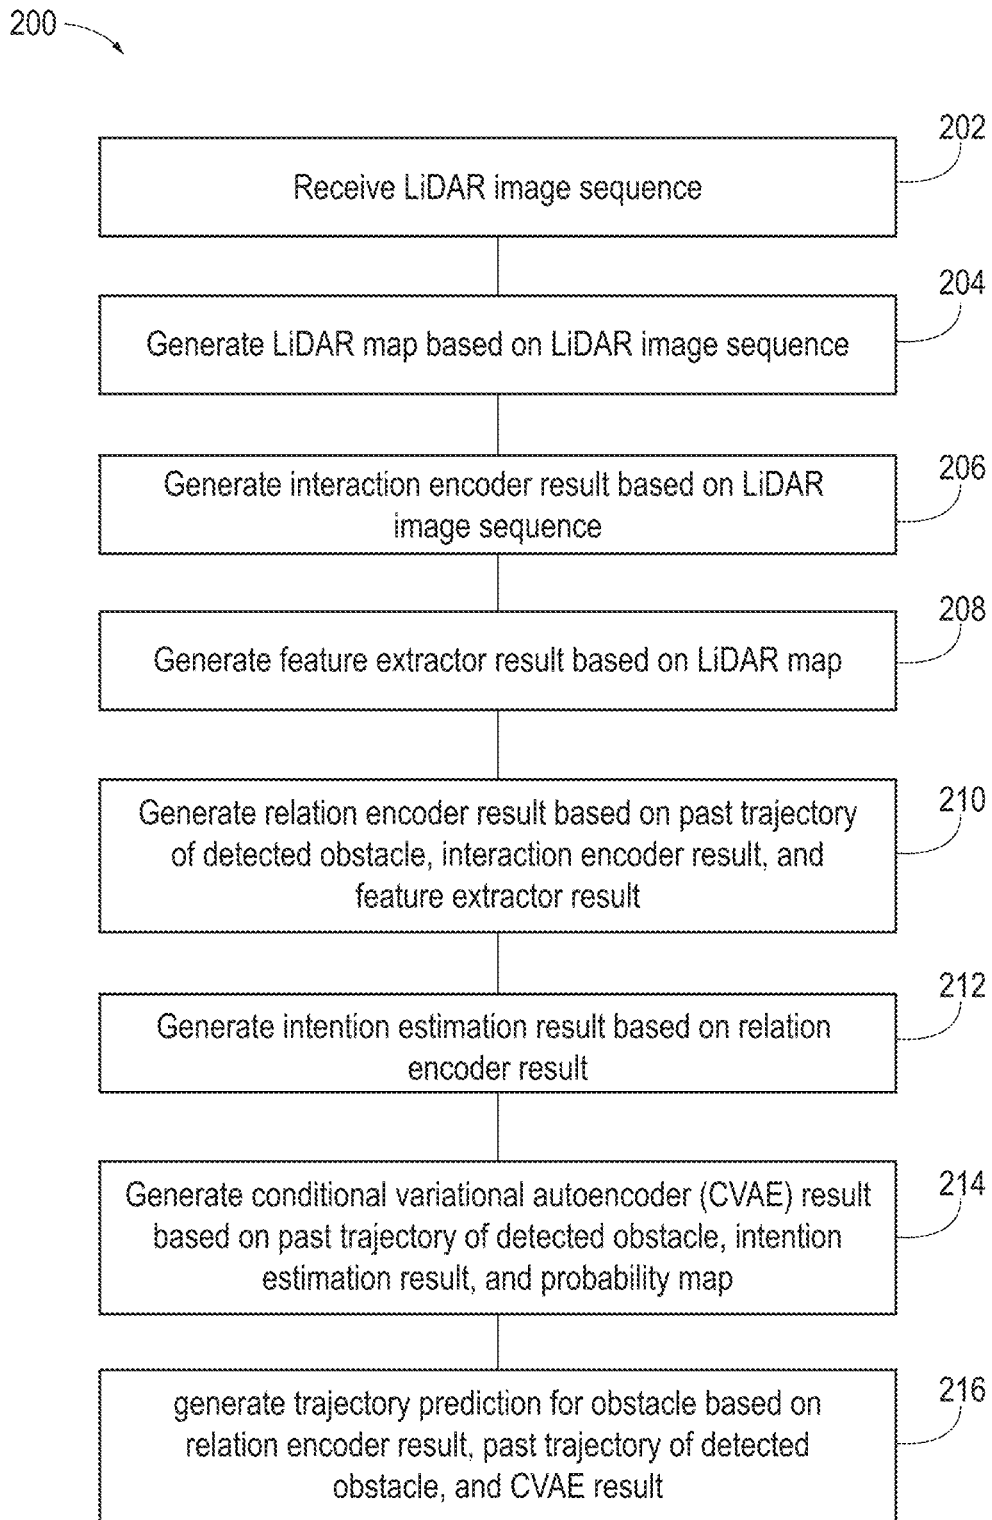 200
202
Receive LiDAR image sequence
204
Generate LiDAR map based on LiDAR image sequence
206
Generate interaction encoder result based on LiDAR
image sequence
208
Generate feature extractor result based on LiDAR map
210
Generate relation encoder result based on past trajectory
of detected obstacle, interaction encoder result, and
feature extractor result
212
Generate intention estimation result based on relation
encoder result
214
Generate conditional variational autoencoder (CVAE) result
based on past trajectory of detected obstacle, intention
estimation result, and probability map
216
generate trajectory prediction for obstacle based on
relation encoder result, past trajectory of detected
obstacle, and CVAE result